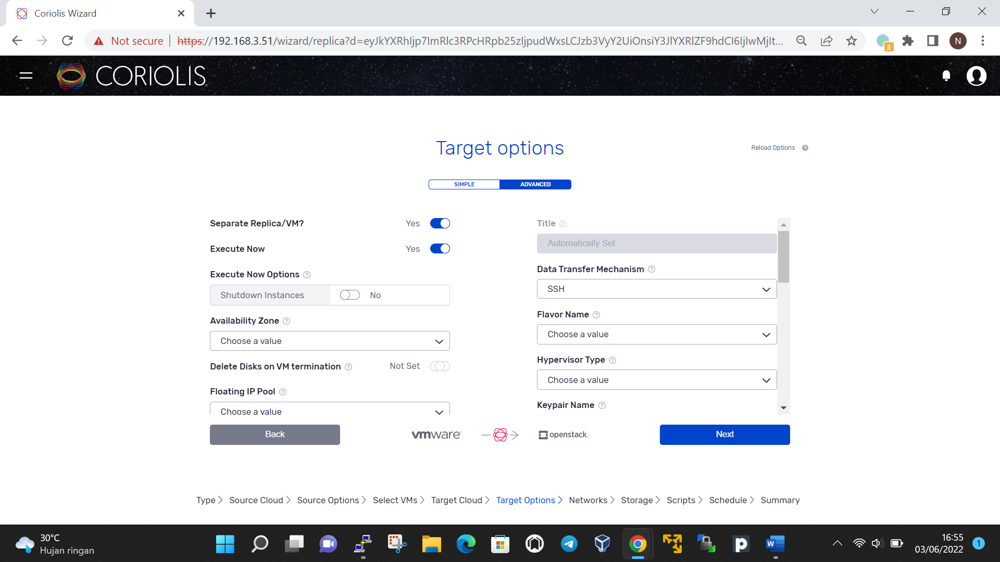 Coriolis Wizard
Not secure https://192.168.3.51/wizard/replica?d=eyJkYXRhIjp7ImRlc3RPcHRpb25zIjpudWxsLCJzb3VyY2UiOnsiY3JlYXRlZF9hdCI6IjIwMjIt...
3
N
CORIOLIS
Target options
Reload Options ?
SIMPLE ADVANCED
Separate Replica/VM? Yes
Title ?
Automatically Set
Execute Now Yes
Data Transfer Mechanism ?
SSH
Execute Now Options ?
Shutdown Instances No
Flavor Name ?
Choose a value
Availability Zone ?
Choose a value
Hypervisor Type ?
Choose a value
Delete Disks on VM termination ? Not Set
Floating IP Pool ?
Choose a value
Keypair Name ?
Back
vmware
openstack.
Next
Type Source Cloud Source Options Select VMs Target Cloud Target Options Networks Storage Scripts Schedule Summary
30°C
Hujan ringan
16:55
03/06/2022
1